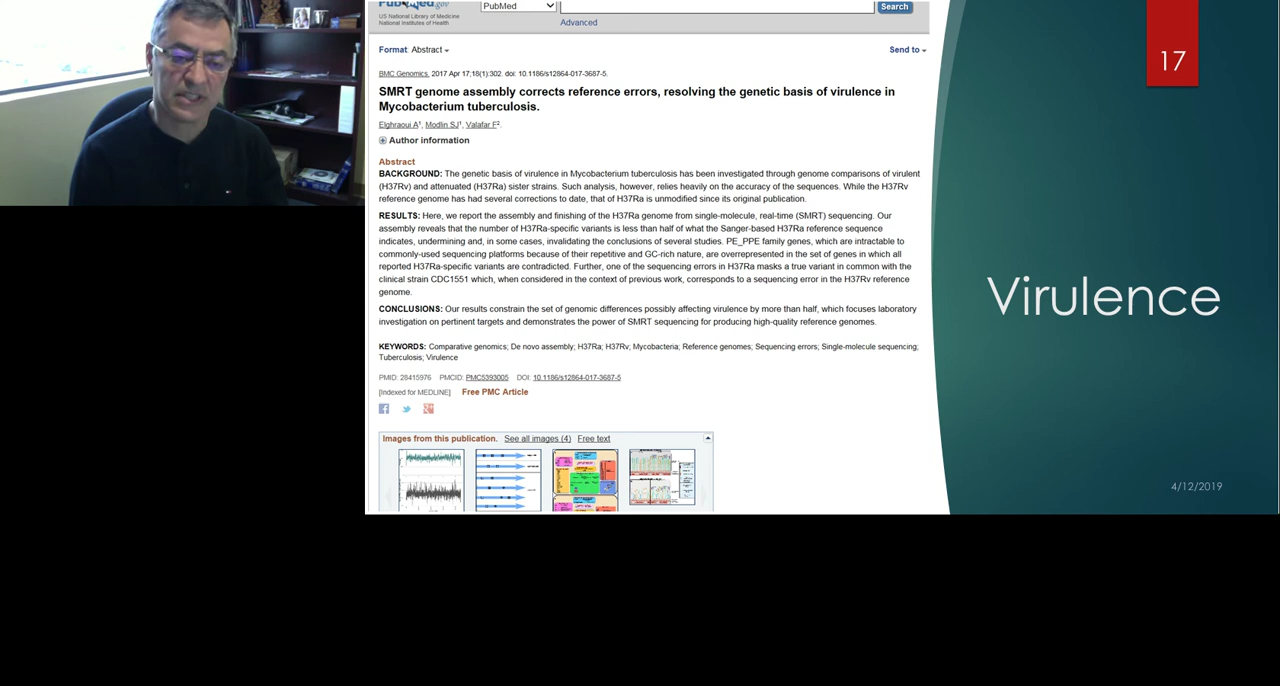 PubMed.gov
US National Library of Medicine
National Institutes of Health
PubMed
Search
Advanced
Format: Abstract
Send to
BMC Genomics. 2017 Apr 17;18(1):302. doi: 10.1186/s12864-017-3687-5.
SMRT genome assembly corrects reference errors, resolving the genetic basis of virulence in
Mycobacterium tuberculosis.
Elghraoui A1, Modlin SJ1, Valafar F2.
Author information
Abstract
BACKGROUND: The genetic basis of virulence in Mycobacterium tuberculosis has been investigated through genome comparisons of virulent
(H37Rv) and attenuated (H37Ra) sister strains. Such analysis, however, relies heavily on the accuracy of the sequences. While the H37Rv
reference genome has had several corrections to date, that of H37Ra is unmodified since its original publication.
RESULTS: Here, we report the assembly and finishing of the H37Ra genome from single-molecule, real-time (SMRT) sequencing. Our
assembly reveals that the number of H37Ra-specific variants is less than half of what the Sanger-based H37Ra reference sequence
indicates, undermining and, in some cases, invalidating the conclusions of several studies. PE_PPE family genes, which are intractable to
commonly-used sequencing platforms because of their repetitive and GC-rich nature, are overrepresented in the set of genes in which all
reported H37Ra-specific variants are contradicted. Further, one of the sequencing errors in H37Ra masks a true variant in common with the
clinical strain CDC1551 which, when considered in the context of previous work, corresponds to a sequencing error in the H37Rv reference
genome.
CONCLUSIONS: Our results constrain the set of genomic differences possibly affecting virulence by more than half, which focuses laboratory
investigation on pertinent targets and demonstrates the power of SMRT sequencing for producing high-quality reference genomes.
KEYWORDS: Comparative genomics; De novo assembly; H37Ra; H37Rv; Mycobacteria; Reference genomes; Sequencing errors; Single-molecule sequencing;
Tuberculosis; Virulence
PMID: 28415976 PMCID: PMC5393005 DOI: 10.1186/s12864-017-3687-5
[Indexed for MEDLINE] Free PMC Article
Images from this publication. See all images (4) Free text
17
Virulence
4/12/2019